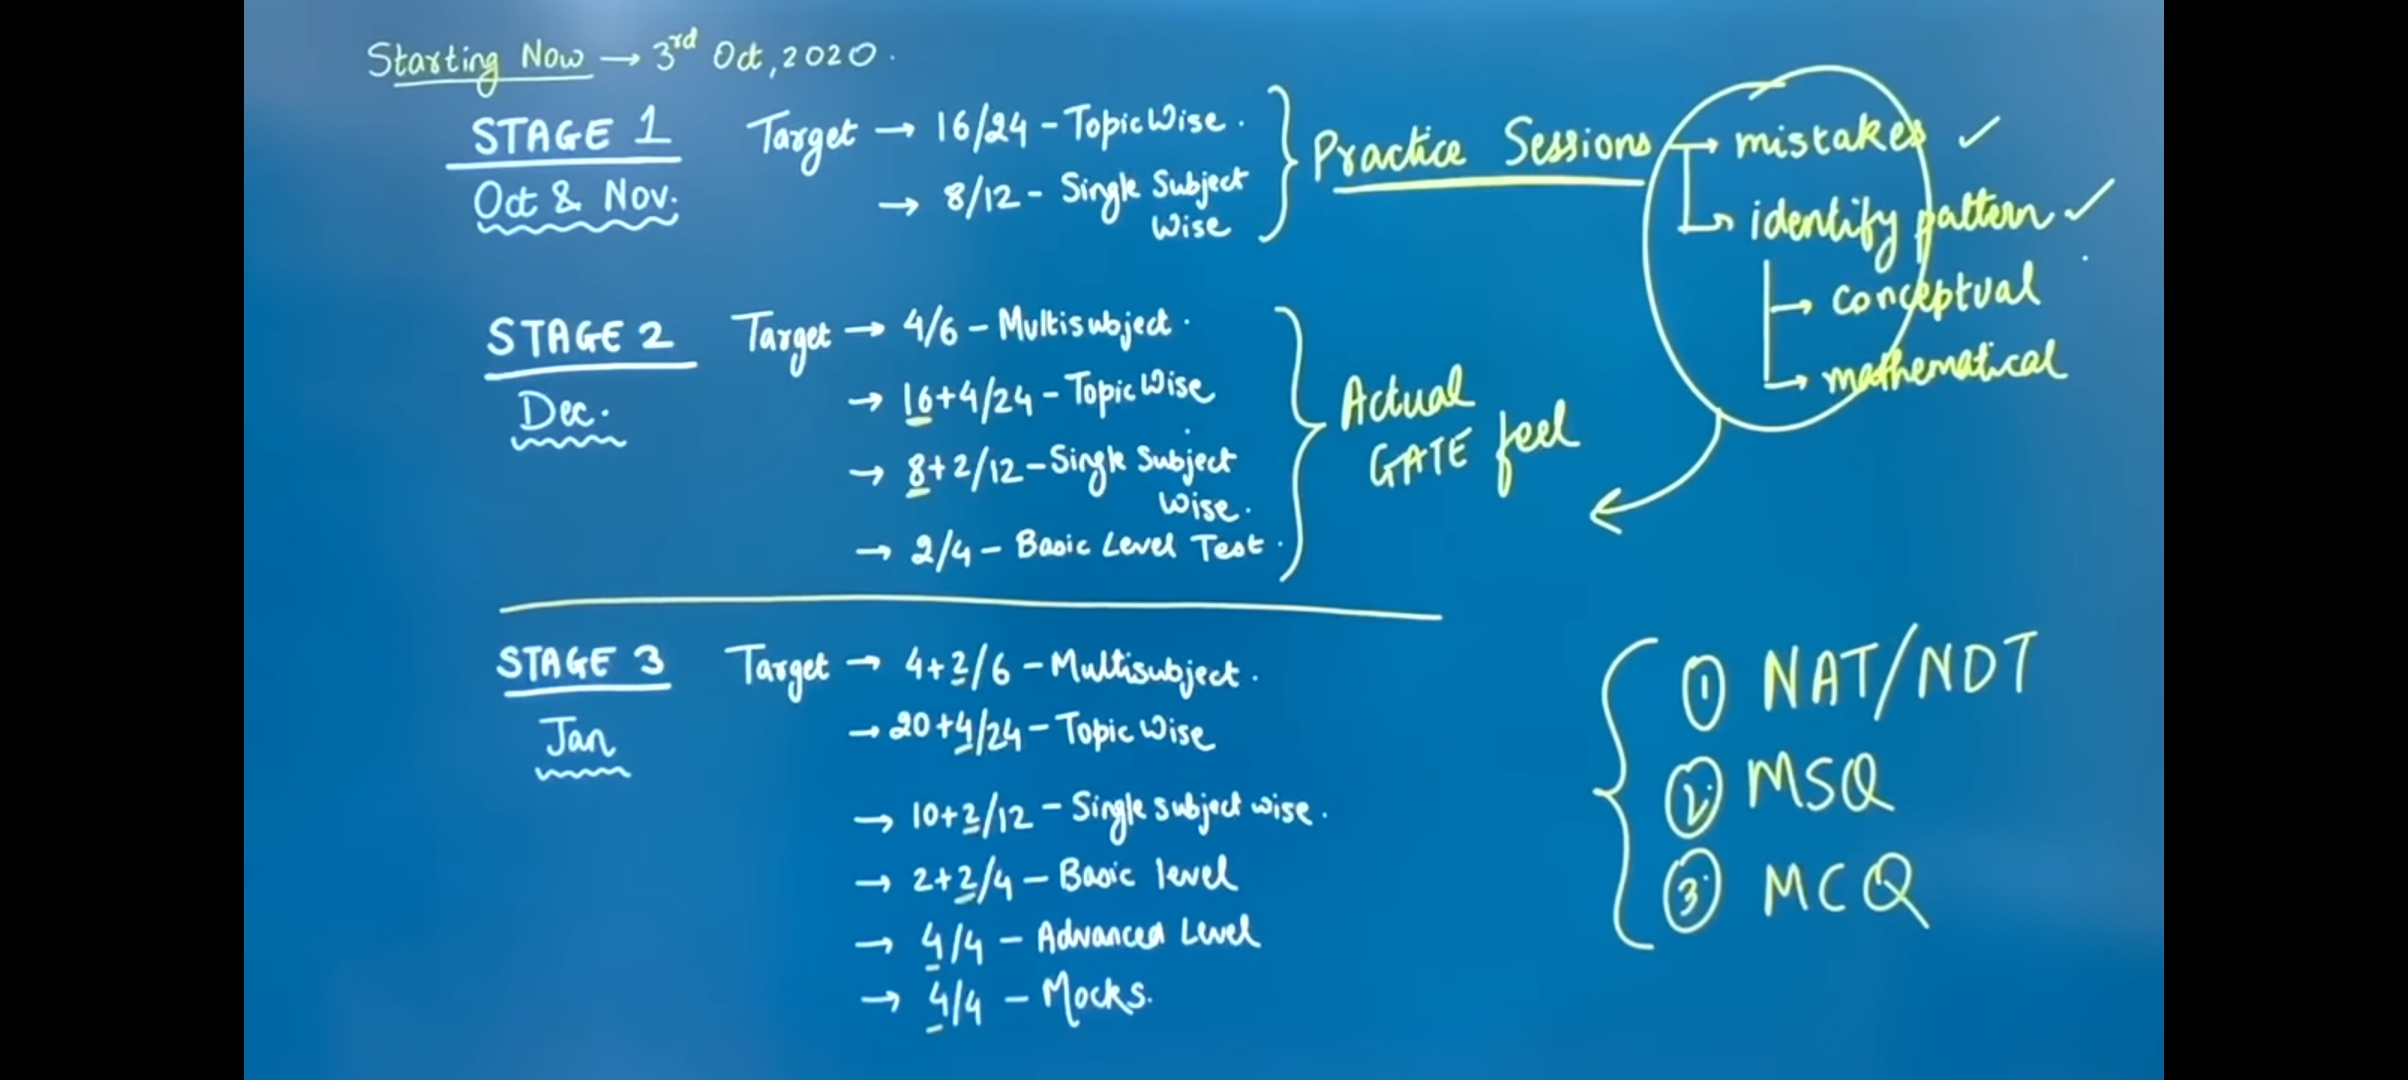 Starting Now → 3rd Oct, 2020.
STAGE 1 Target → 16/24 - Topic Wise.
Oct & Nov. → 8/12 - Single Subject
Wise
Practice Sessions → mistakes ✓
↳ identify pattern ✓
→ conceptual
→ mathematical
STAGE 2 Target → 4/6 - Multisubject.
Dec. → 16+4/24 - Topic Wise
→ 8+2/12 - Single Subject
Wise.
→ 2/4 - Basic Level Test.
Actual
GATE feel
STAGE 3 Target → 4+2/6 - Multisubject.
Jan → 20+4/24 - Topic Wise
→ 10+2/12 - Single subject wise.
→ 2+2/4 - Basic level
→ 4/4 - Advanced Level
→ 4/4 - Mocks.
① NAT/NDT
② MSQ
③ MCQ